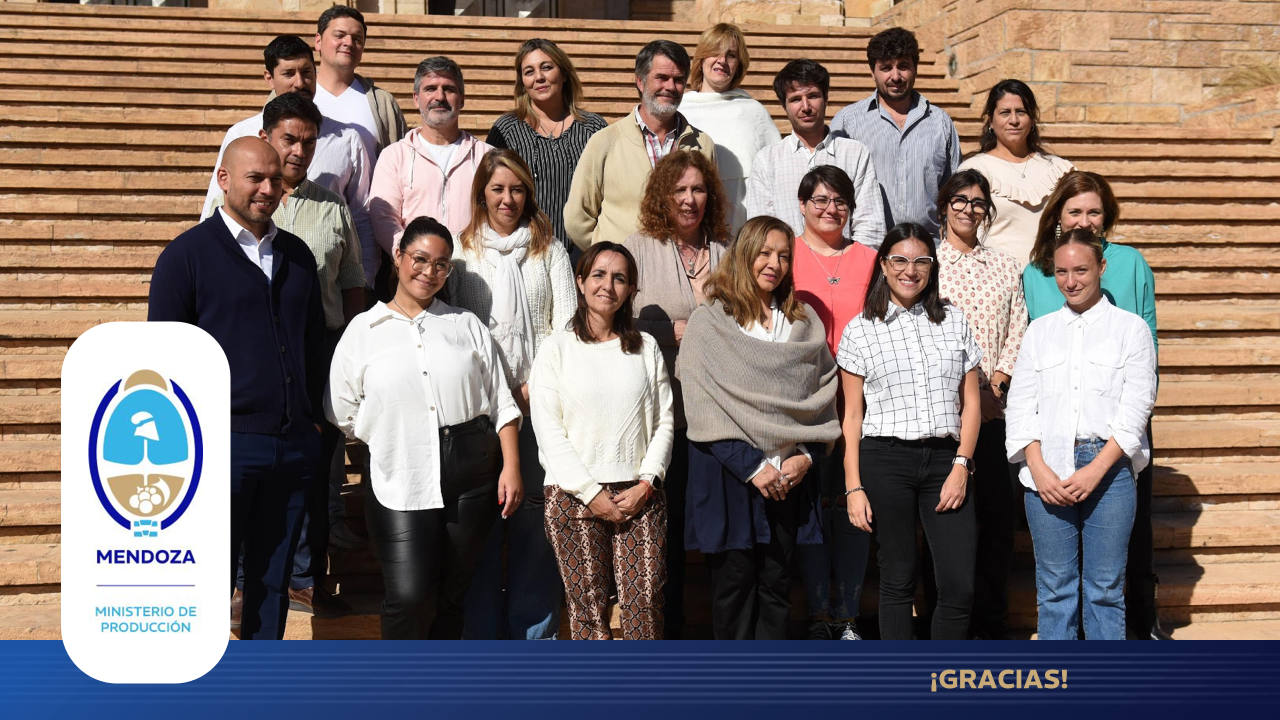 MENDOZA
MINISTERIO DE
PRODUCCIÓN
¡GRACIAS!